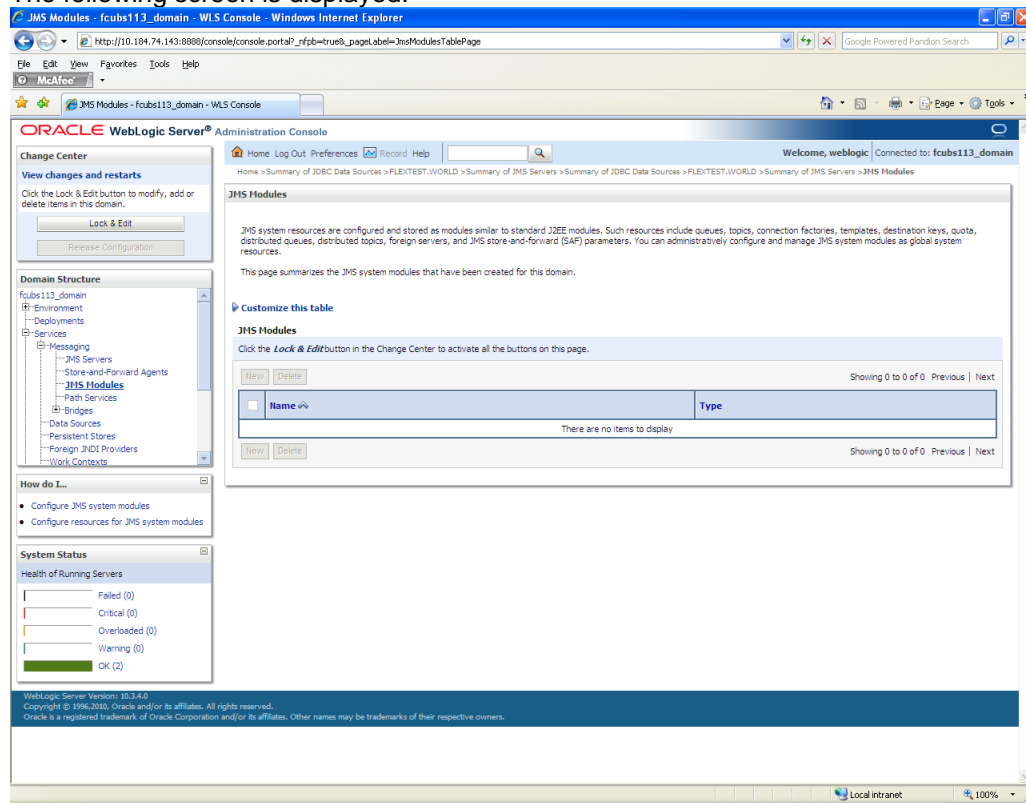 The following screen is displayed.
JMS Modules - fcubs113_domain - WLS Console - Windows Internet Explorer
http://10.184.74.143:8888/console/console.portal?_nfpb=true&_pageLabel=JmsModulesTablePage
Google Powered Pandion Search
File Edit View Favorites Tools Help
McAfee
JMS Modules - fcubs113_domain - WLS Console
Page Tools
ORACLE WebLogic Server® Administration Console
Change Center
View changes and restarts
Click the Lock & Edit button to modify, add or
delete items in this domain.
Lock & Edit
Release Configuration
Domain Structure
fcubs113_domain
Environment
Deployments
Services
Messaging
JMS Servers
Store-and-Forward Agents
JMS Modules
Path Services
Bridges
Data Sources
Persistent Stores
Foreign JNDI Providers
Work Contexts
How do I...
Configure JMS system modules
Configure resources for JMS system modules
System Status
Health of Running Servers
Failed (0)
Critical (0)
Overloaded (0)
Warning (0)
OK (2)
Home Log Out Preferences Record Help
Welcome, weblogic Connected to: fcubs113_domain
Home >Summary of JDBC Data Sources >FLEXTEST.WORLD >Summary of JMS Servers >Summary of JDBC Data Sources >FLEXTEST.WORLD >Summary of JMS Servers >JMS Modules
JMS Modules
JMS system resources are configured and stored as modules similar to standard J2EE modules. Such resources include queues, topics, connection factories, templates, destination keys, quota,
distributed queues, distributed topics, foreign servers, and JMS store-and-forward (SAF) parameters. You can administratively configure and manage JMS system modules as global system
resources.
This page summarizes the JMS system modules that have been created for this domain.
Customize this table
JMS Modules
Click the Lock & Edit button in the Change Center to activate all the buttons on this page.
New Delete Showing 0 to 0 of 0 Previous | Next
Name Type
There are no items to display
New Delete Showing 0 to 0 of 0 Previous | Next
WebLogic Server Version: 10.3.4.0
Copyright © 1996,2010, Oracle and/or its affiliates. All rights reserved.
Oracle is a registered trademark of Oracle Corporation and/or its affiliates. Other names may be trademarks of their respective owners.
Local intranet 100%